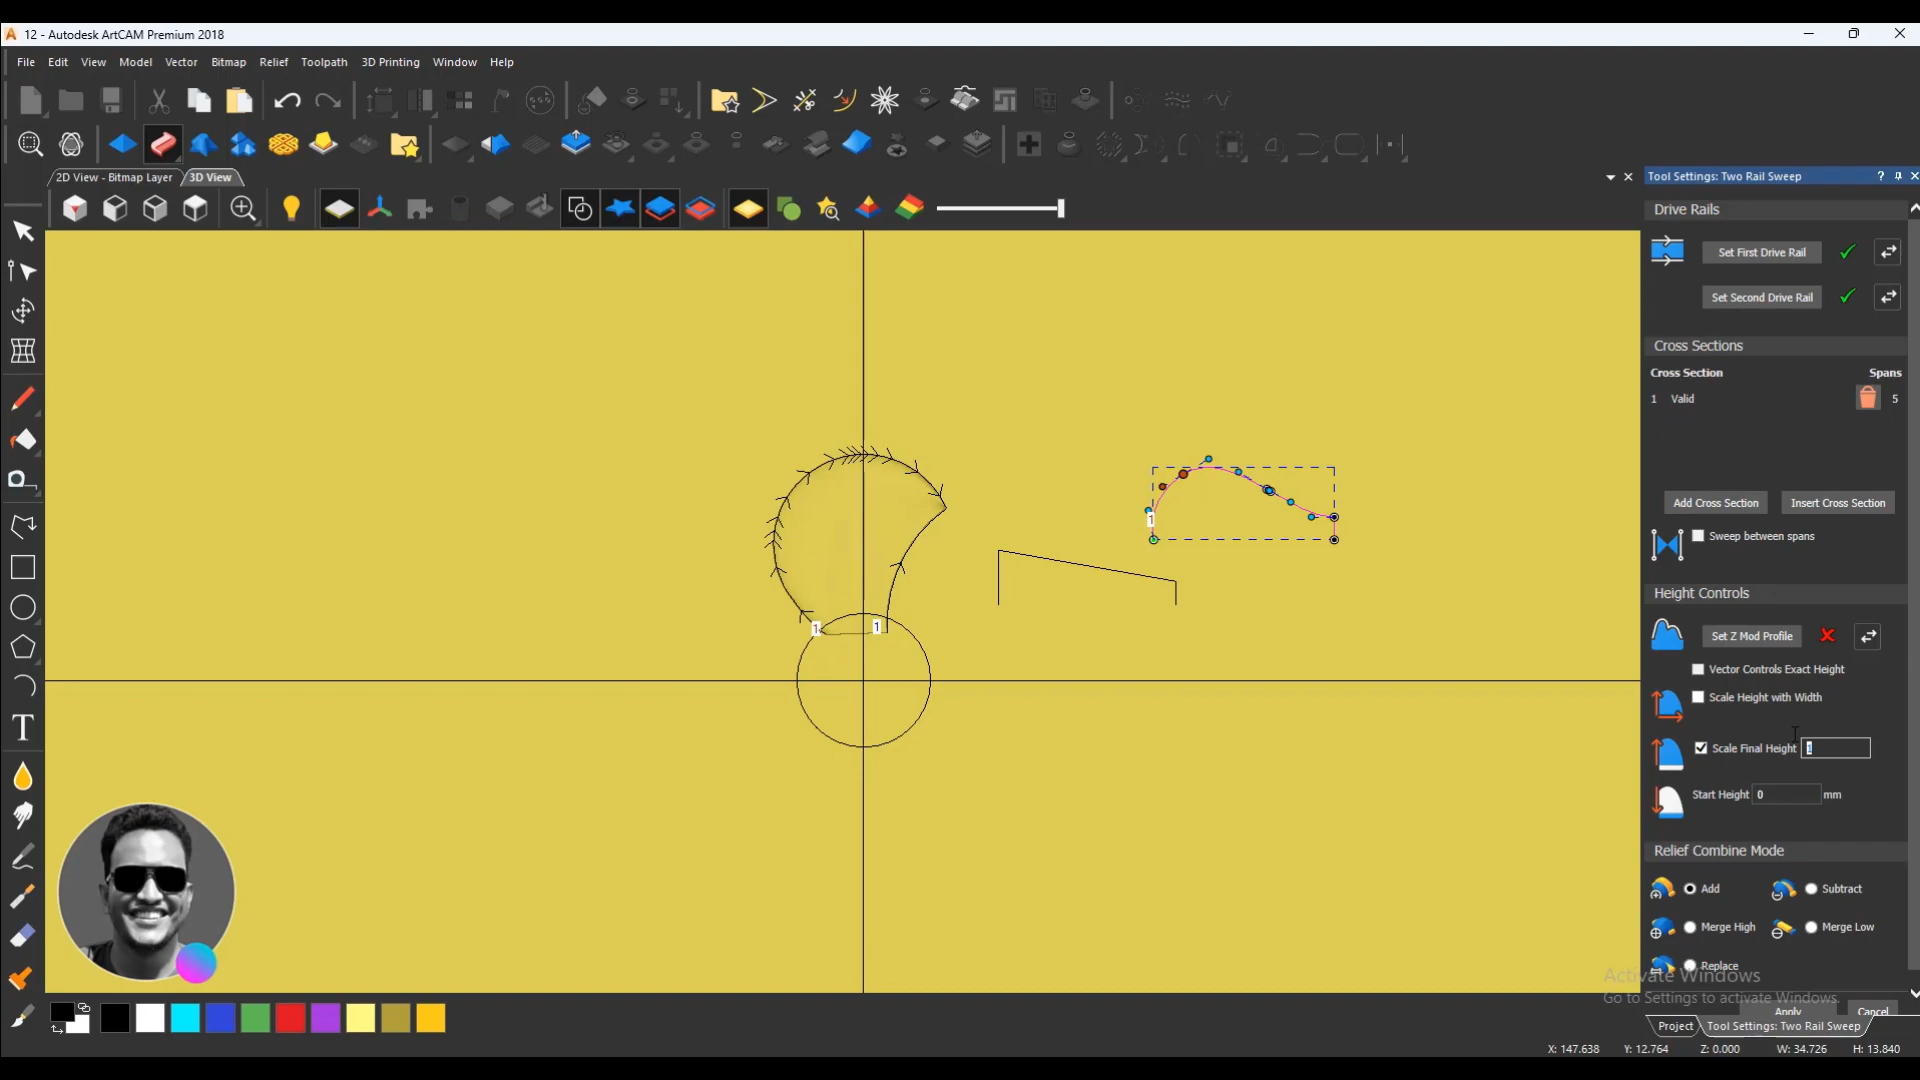 12 - Autodesk ArtCAM Premium 2018
File Edit View Model Vector Bitmap Relief Toolpath 3D Printing Window Help
2D View - Bitmap Layer 3D View
Tool Settings: Two Rail Sweep
Drive Rails
Set First Drive Rail
Set Second Drive Rail
Cross Sections
Cross Section Spans
1 Valid 5
Add Cross Section Insert Cross Section
Sweep between spans
Height Controls
Set Z Mod Profile
Vector Controls Exact Height
Scale Height with Width
Scale Final Height 1
Start Height 0 mm
Relief Combine Mode
Add Subtract
Merge High Merge Low
Replace
Activate Windows
Go to Settings to activate Windows.
Apply Cancel
Project Tool Settings: Two Rail Sweep
X: 147.638 Y: 12.764 Z: 0.000 W: 34.726 H: 13.840
1
1
1
T